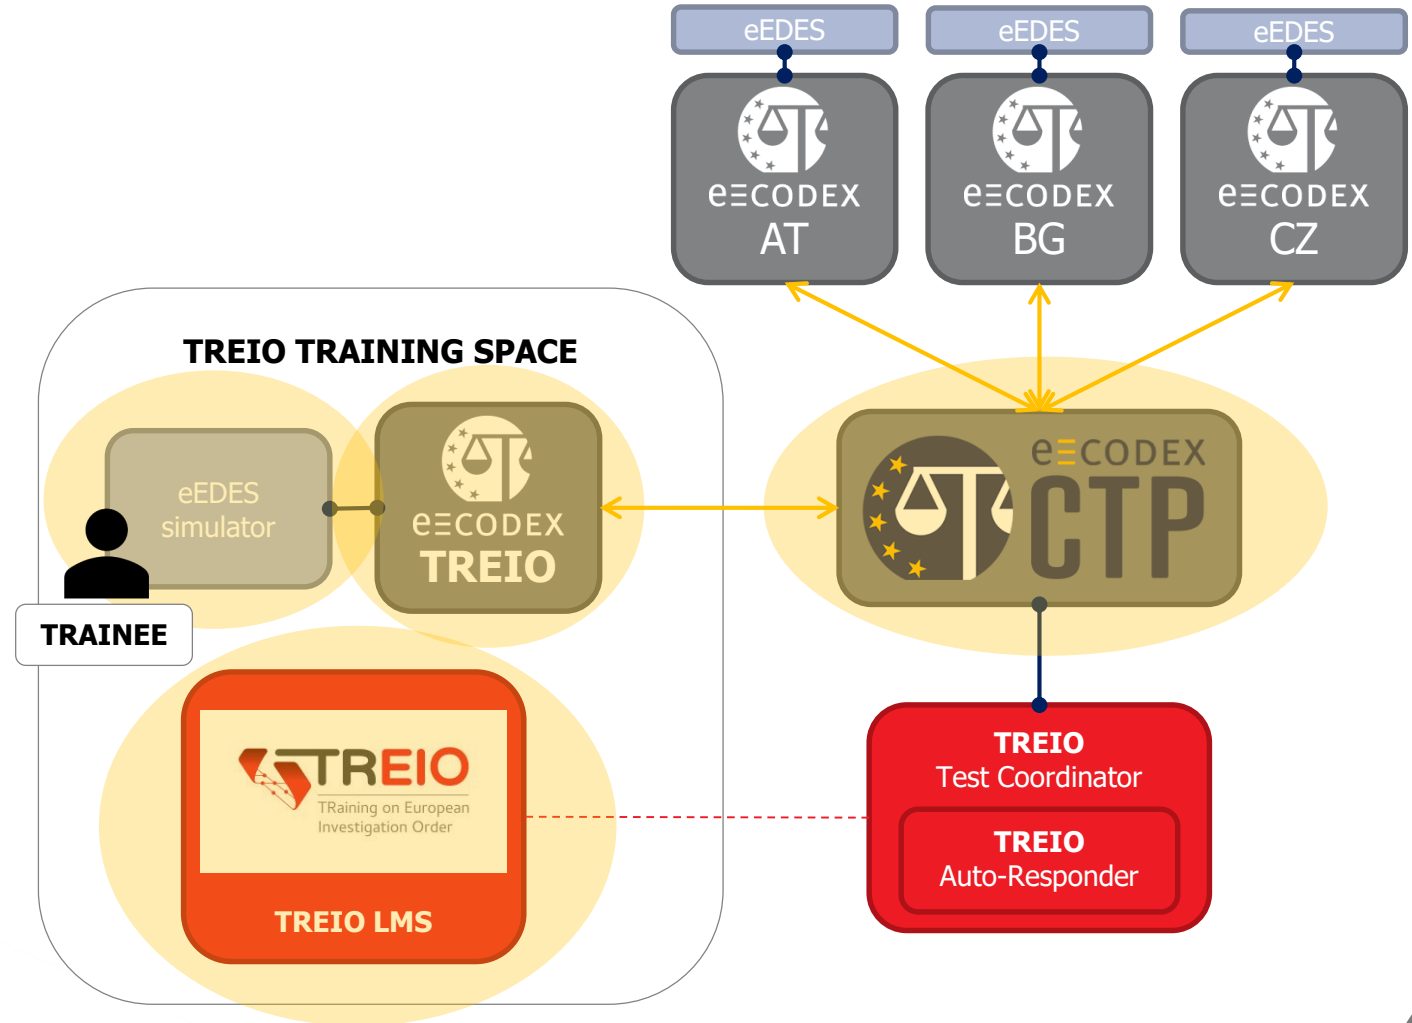 eEDES
eEDES
eEDES
e-CODEX
AT
e-CODEX
BG
e-CODEX
CZ
TREIO TRAINING SPACE
eEDES
simulator
e-CODEX
TREIO
TRAINEE
e-CODEX
CTP
TREIO
TRaining on European
Investigation Order
TREIO LMS
TREIO
Test Coordinator
TREIO
Auto-Responder